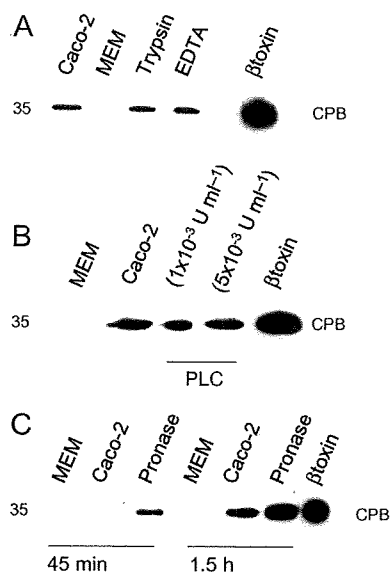 A
Caco-2 MEM Trypsin EDTA βtoxin
35 CPB
B
MEM Caco-2 (1x10⁻³ U ml⁻¹) (5x10⁻³ U ml⁻¹) βtoxin
35 CPB
PLC
C
MEM Caco-2 Pronase MEM Caco-2 Pronase βtoxin
35 CPB
45 min 1.5 h